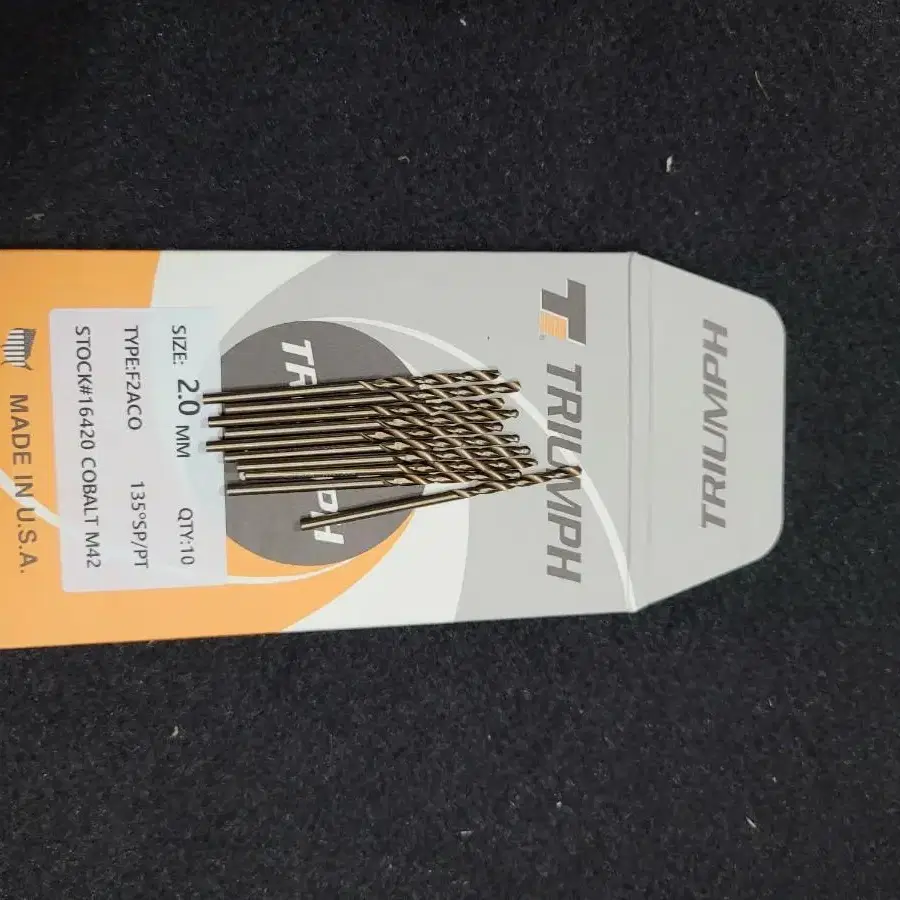 TRIUMPH
TRIUMPH
SIZE: 2.0 MM QTY:10
TYPE:F2ACO 135°SP/PT
STOCK#16420 COBALT M42
MADE IN U.S.A.